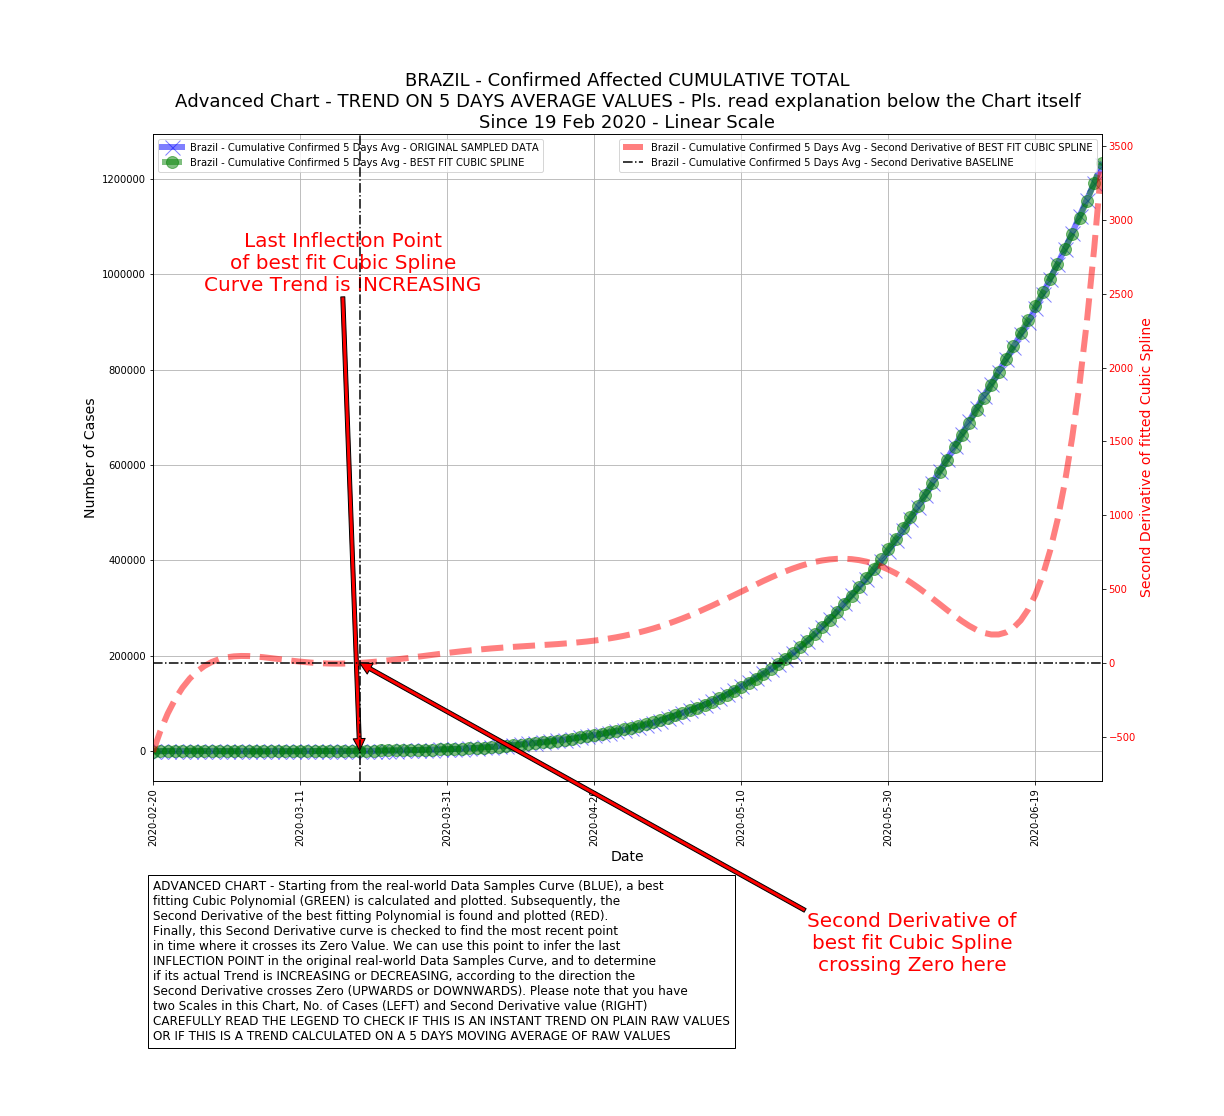 BRAZIL - Confirmed Affected CUMULATIVE TOTAL
Advanced Chart - TREND ON 5 DAYS AVERAGE VALUES - Pls. read explanation below the Chart itself
Since 19 Feb 2020 - Linear Scale
Brazil - Cumulative Confirmed 5 Days Avg - ORIGINAL SAMPLED DATA
Brazil - Cumulative Confirmed 5 Days Avg - BEST FIT CUBIC SPLINE
Brazil - Cumulative Confirmed 5 Days Avg - Second Derivative of BEST FIT CUBIC SPLINE
Brazil - Cumulative Confirmed 5 Days Avg - Second Derivative BASELINE
Last Inflection Point
of best fit Cubic Spline
Curve Trend is INCREASING
Number of Cases
1200000
1000000
800000
600000
400000
200000
0
3500
3000
2500
2000
1500
1000
500
0
−500
Second Derivative of fitted Cubic Spline
2020-02-20
2020-03-11
2020-03-31
2020-04-20
2020-05-10
2020-05-30
2020-06-19
Date
Second Derivative of
best fit Cubic Spline
crossing Zero here
ADVANCED CHART - Starting from the real-world Data Samples Curve (BLUE), a best
fitting Cubic Polynomial (GREEN) is calculated and plotted. Subsequently, the
Second Derivative of the best fitting Polynomial is found and plotted (RED).
Finally, this Second Derivative curve is checked to find the most recent point
in time where it crosses its Zero Value. We can use this point to infer the last
INFLECTION POINT in the original real-world Data Samples Curve, and to determine
if its actual Trend is INCREASING or DECREASING, according to the direction the
Second Derivative crosses Zero (UPWARDS or DOWNWARDS). Please note that you have
two Scales in this Chart, No. of Cases (LEFT) and Second Derivative value (RIGHT)
CAREFULLY READ THE LEGEND TO CHECK IF THIS IS AN INSTANT TREND ON PLAIN RAW VALUES
OR IF THIS IS A TREND CALCULATED ON A 5 DAYS MOVING AVERAGE OF RAW VALUES